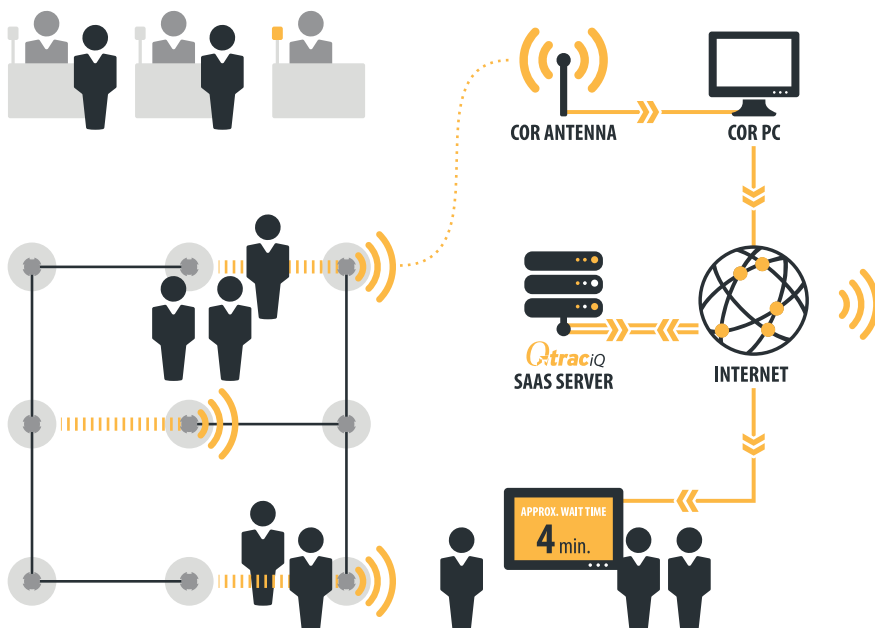 COR ANTENNA
COR PC
QtraciQ
SAAS SERVER
INTERNET
APPROX. WAIT TIME
4 min.